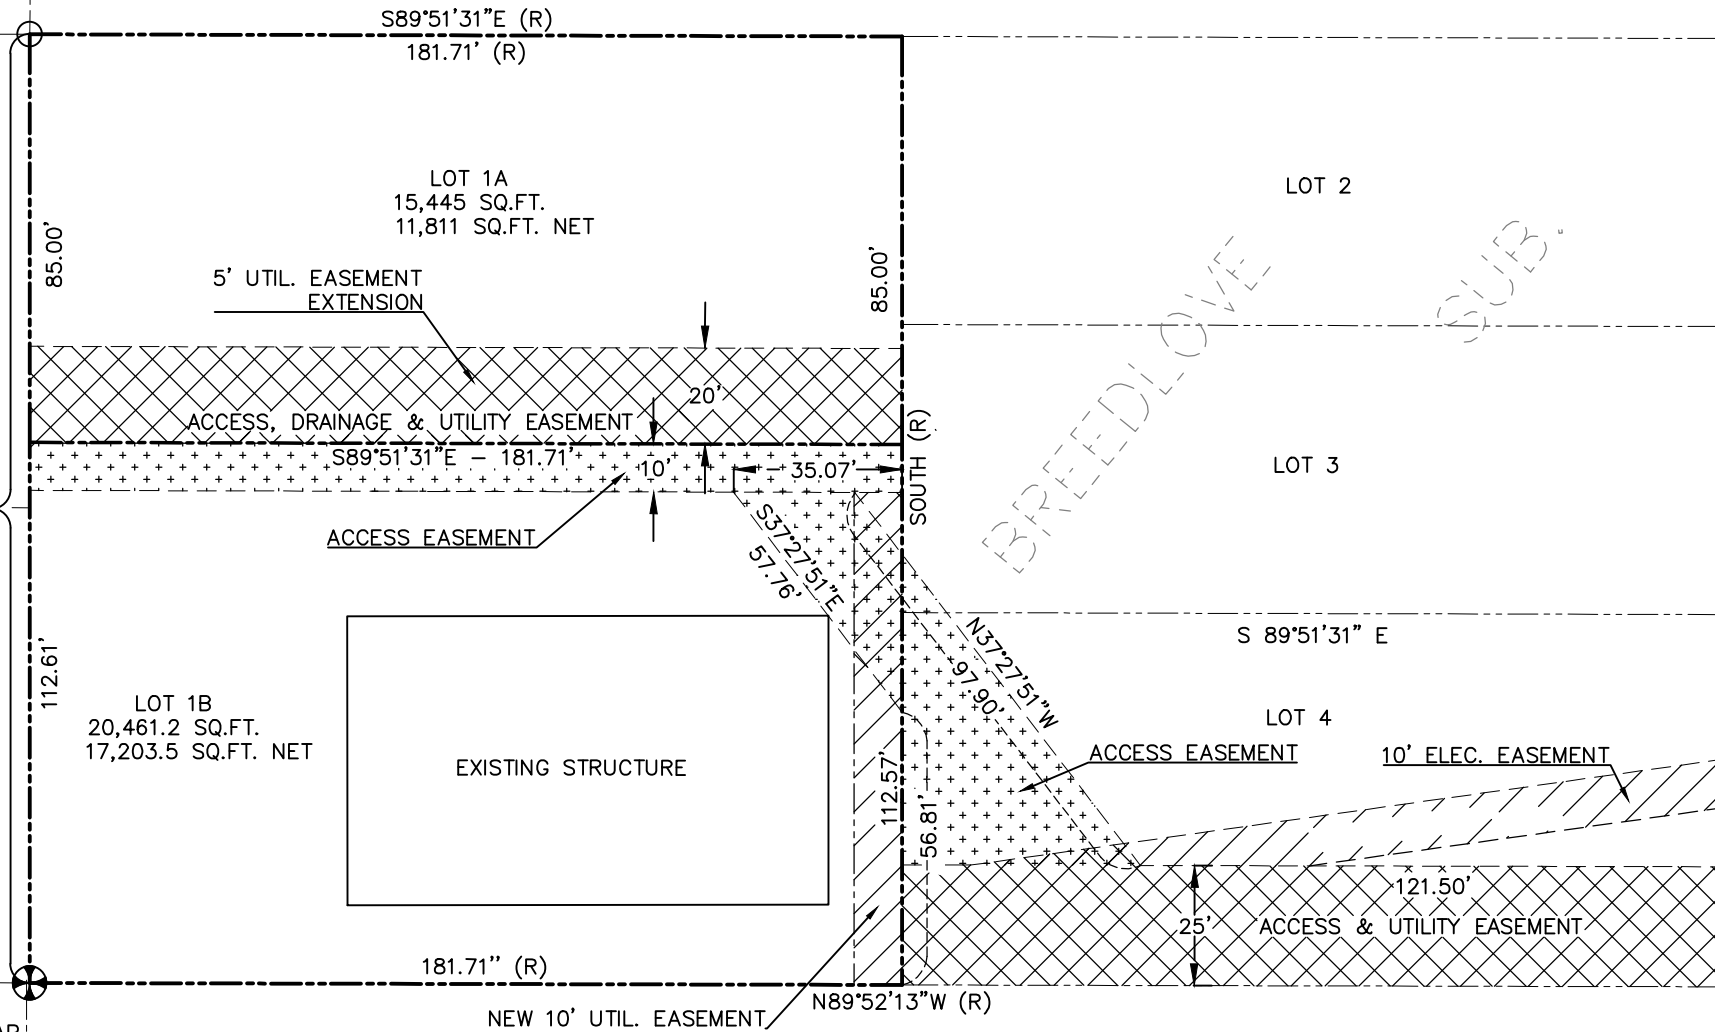 S89°51'31"E (R)
181.71' (R)
LOT 1A
15,445 SQ.FT.
11,811 SQ.FT. NET
LOT 2
85.00'
85.00'
5' UTIL. EASEMENT
EXTENSION
BREEDLOVE SUB.
20'
ACCESS, DRAINAGE & UTILITY EASEMENT
S89°51'31"E – 181.71'
10'
35.07'
SOUTH (R)
LOT 3
ACCESS EASEMENT
S37°27'51"E
57.76'
N37°27'51"W
97.90'
S 89°51'31" E
112.61'
LOT 1B
20,461.2 SQ.FT.
17,203.5 SQ.FT. NET
EXISTING STRUCTURE
LOT 4
ACCESS EASEMENT
10' ELEC. EASEMENT
112.57'
56.81'
121.50'
25'
ACCESS & UTILITY EASEMENT
181.71'' (R)
N89°52'13"W (R)
NEW 10' UTIL. EASEMENT